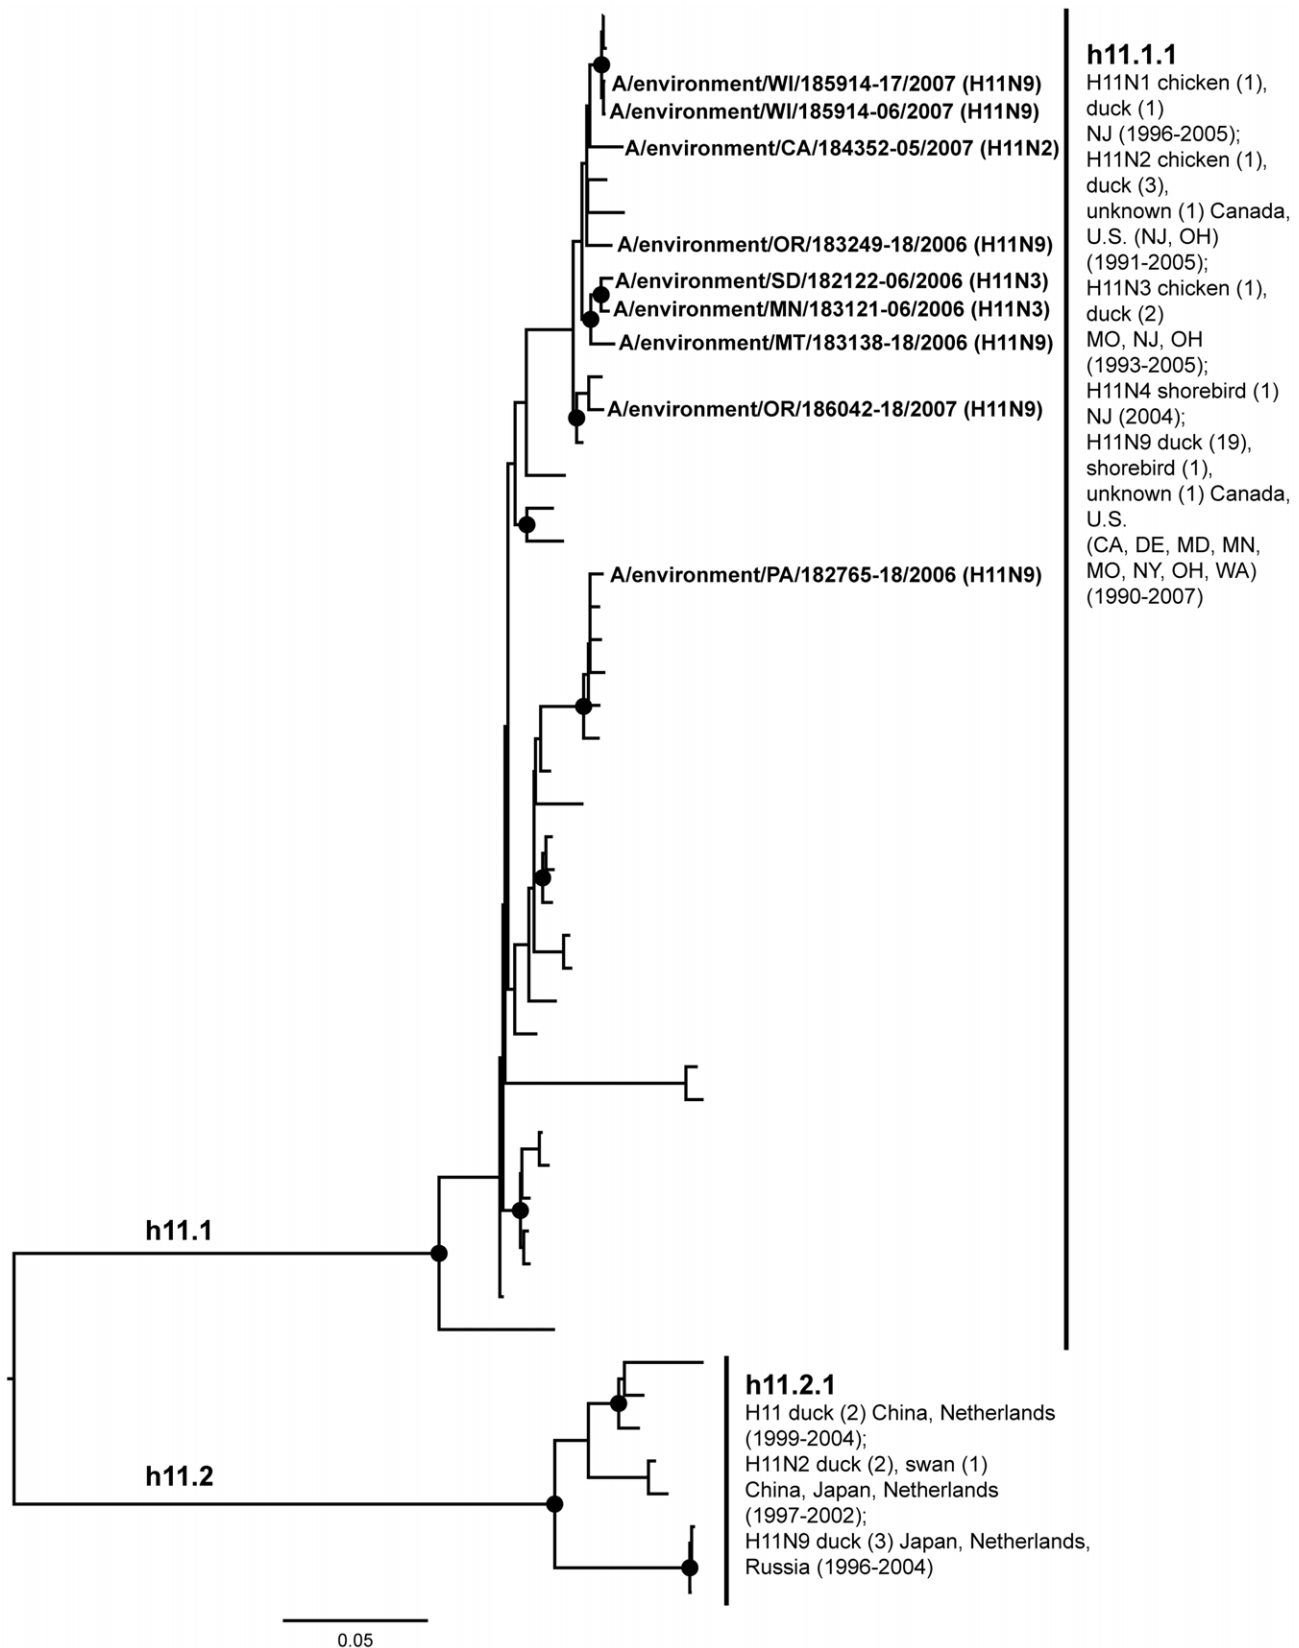 A/environment/WI/185914-17/2007 (H11N9)
A/environment/WI/185914-06/2007 (H11N9)
A/environment/CA/184352-05/2007 (H11N2)
A/environment/OR/183249-18/2006 (H11N9)
A/environment/SD/182122-06/2006 (H11N3)
A/environment/MN/183121-06/2006 (H11N3)
A/environment/MT/183138-18/2006 (H11N9)
A/environment/OR/186042-18/2007 (H11N9)
A/environment/PA/182765-18/2006 (H11N9)
h11.1.1
H11N1 chicken (1),
duck (1)
NJ (1996-2005);
H11N2 chicken (1),
duck (3),
unknown (1) Canada,
U.S. (NJ, OH)
(1991-2005);
H11N3 chicken (1),
duck (2)
MO, NJ, OH
(1993-2005);
H11N4 shorebird (1)
NJ (2004);
H11N9 duck (19),
shorebird (1),
unknown (1) Canada,
U.S.
(CA, DE, MD, MN,
MO, NY, OH, WA)
(1990-2007)
h11.1
h11.2
h11.2.1
H11 duck (2) China, Netherlands
(1999-2004);
H11N2 duck (2), swan (1)
China, Japan, Netherlands
(1997-2002);
H11N9 duck (3) Japan, Netherlands,
Russia (1996-2004)
0.05